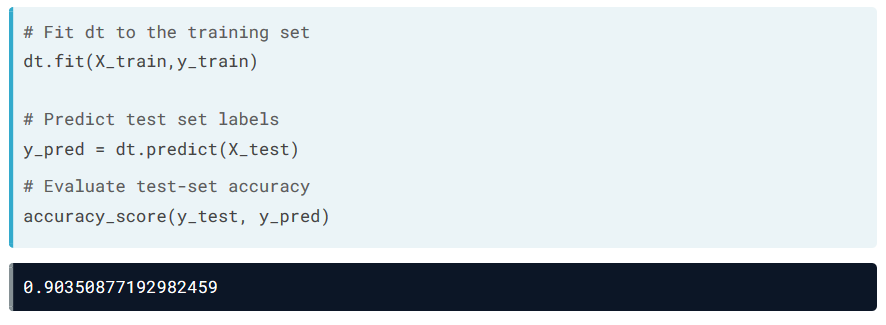 # Fit dt to the training set
dt.fit(X_train,y_train)
# Predict test set labels
y_pred = dt.predict(X_test)
# Evaluate test-set accuracy
accuracy_score(y_test, y_pred)
0.90350877192982459